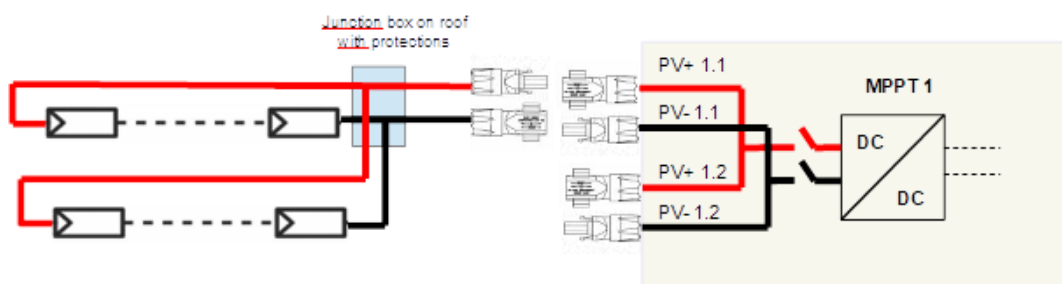 Junction box on roof
with protections
PV+ 1.1
MPPT 1
PV- 1.1
DC
PV+ 1.2
DC
PV- 1.2